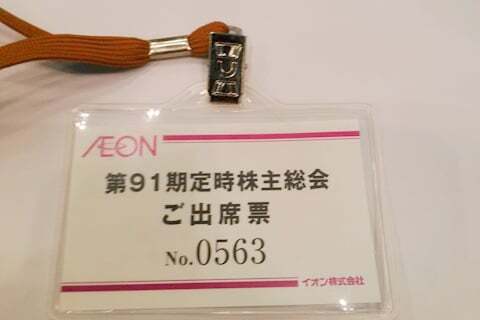 ÆON
第91期定時株主総会
ご出席票
No.0563
イオン株式会社